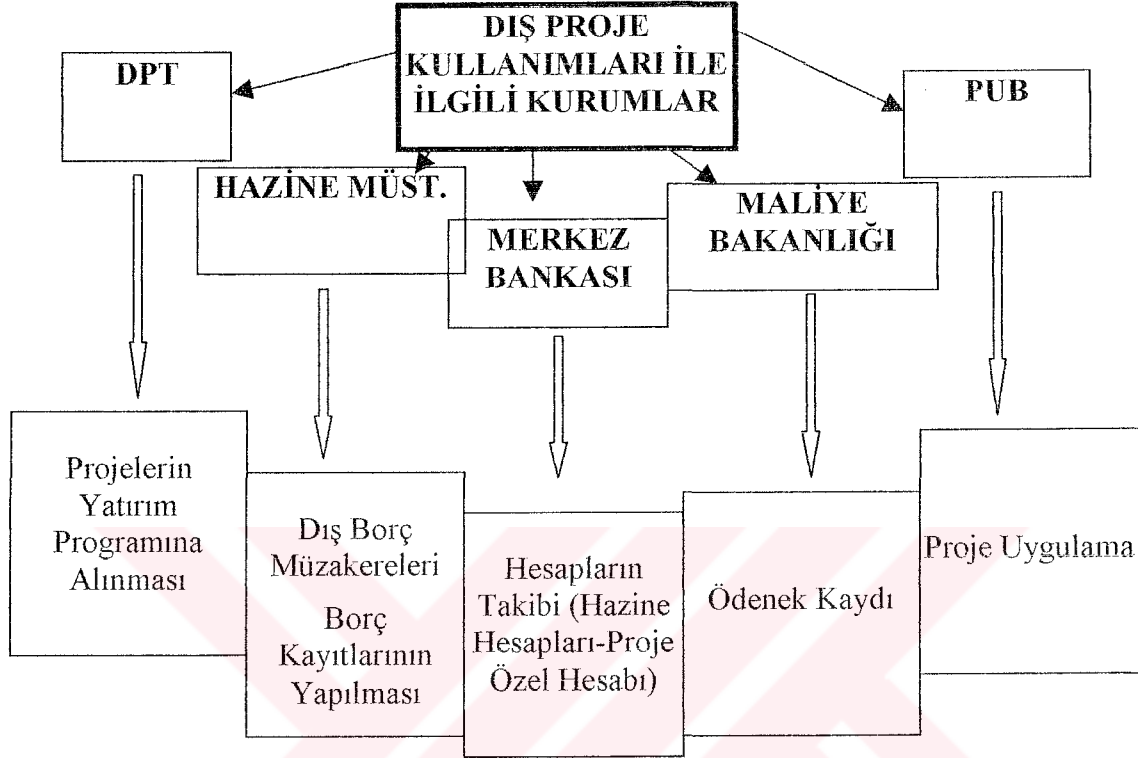 DIŞ PROJE
KULLANIMLARI İLE
İLGİLİ KURUMLAR
DPT
PUB
HAZİNE MÜST.
MERKEZ
BANKASI
MALİYE
BAKANLIĞI
Projelerin
Yatırım
Programına
Alınması
Dış Borç
Müzakereleri
Borç
Kayıtlarının
Yapılması
Hesapların
Takibi (Hazine
Hesapları-Proje
Özel Hesabı)
Ödenek Kaydı
Proje Uygulama